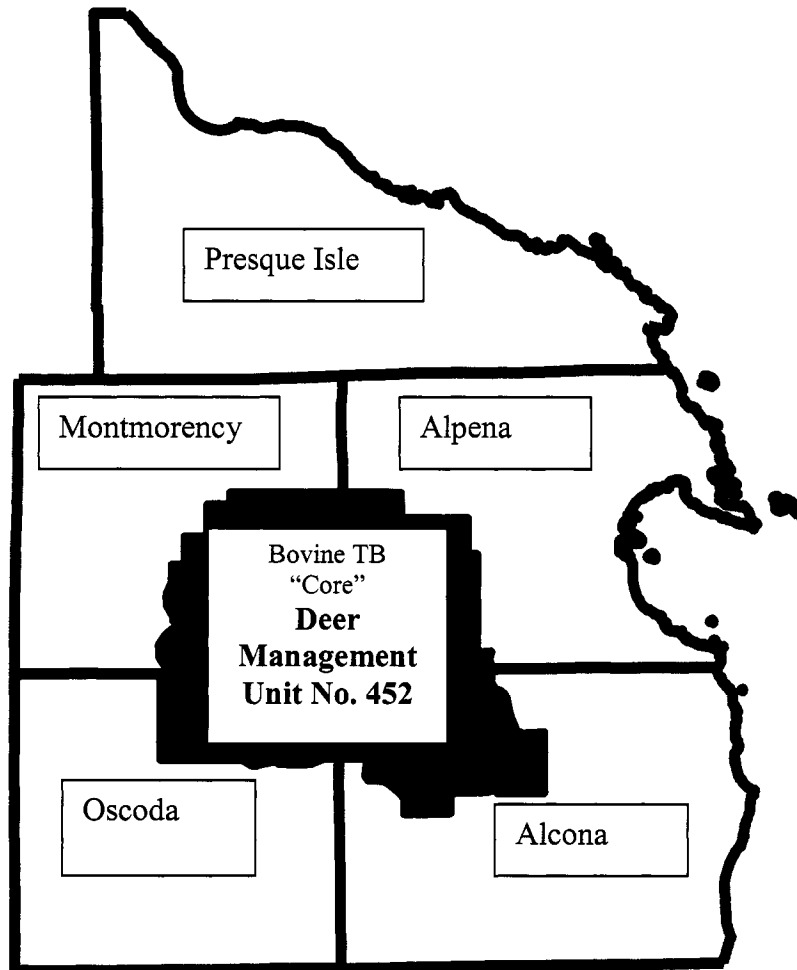 Presque Isle
Montmorency
Alpena
Bovine TB
“Core”
Deer
Management
Unit No. 452
Oscoda
Alcona